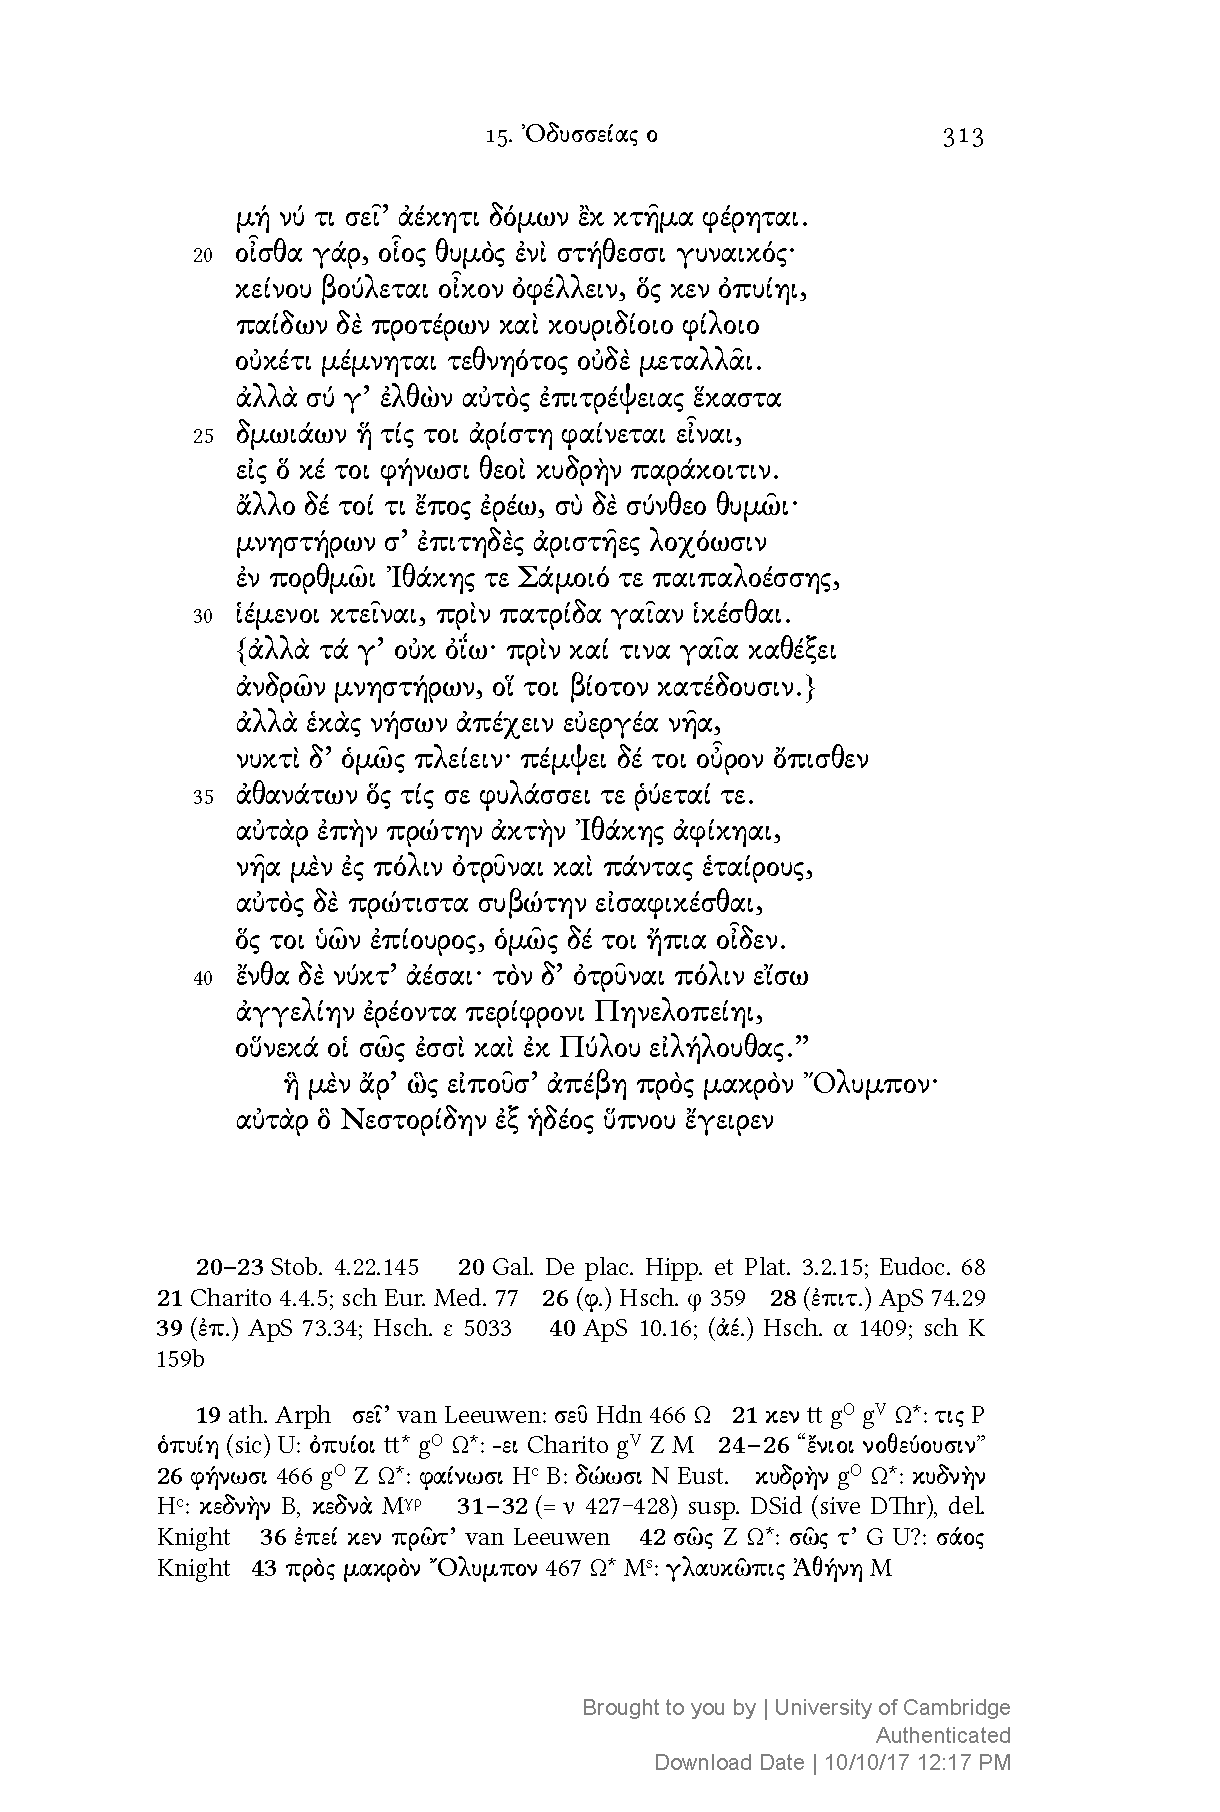 15. Ὀδυσσείας ο 313
μή νύ τι σεῖ’ ἀέκητι δόμων ἒκ κτῆμα φέρηται.
20 οἶσθα γάρ, οἷος θυμὸς ἐνὶ στήθεσσι γυναικός·
κείνου βούλεται οἶκον ὀφέλλειν, ὅς κεν ὀπυίηι,
παίδων δὲ προτέρων καὶ κουριδίοιο φίλοιο
οὐκέτι μέμνηται τεθνηότος οὐδὲ μεταλλᾶι.
ἀλλὰ σύ γ’ ἐλθὼν αὐτὸς ἐπιτρέψειας ἕκαστα
25 δμωιάων ἥ τίς τοι ἀρίστη φαίνεται εἶναι,
εἰς ὅ κέ τοι φήνωσι θεοὶ κυδρὴν παράκοιτιν.
ἄλλο δέ τοί τι ἔπος ἐρέω, σὺ δὲ σύνθεο θυμῶι·
μνηστήρων σ’ ἐπιτηδὲς ἀριστῆες λοχόωσιν
ἐν πορθμῶι Ἰθάκης τε Σάμοιό τε παιπαλοέσσης,
30 ἱέμενοι κτεῖναι, πρὶν πατρίδα γαῖαν ἱκέσθαι.
{ἀλλὰ τά γ’ οὐκ ὀΐω· πρὶν καί τινα γαῖα καθέξει
ἀνδρῶν μνηστήρων, οἵ τοι βίοτον κατέδουσιν.}
ἀλλὰ ἑκὰς νήσων ἀπέχειν εὐεργέα νῆα,
νυκτὶ δ’ ὁμῶς πλείειν· πέμψει δέ τοι οὖρον ὄπισθεν
35 ἀθανάτων ὅς τίς σε φυλάσσει τε ῥύεταί τε.
αὐτὰρ ἐπὴν πρώτην ἀκτὴν Ἰθάκης ἀφίκηαι,
νῆα μὲν ἐς πόλιν ὀτρῦναι καὶ πάντας ἑταίρους,
αὐτὸς δὲ πρώτιστα συβώτην εἰσαφικέσθαι,
ὅς τοι ὑῶν ἐπίουρος, ὁμῶς δέ τοι ἤπια οἶδεν.
40 ἔνθα δὲ νύκτ’ ἀέσαι· τὸν δ’ ὀτρῦναι πόλιν εἴσω
ἀγγελίην ἐρέοντα περίφρονι Πηνελοπείηι,
οὕνεκά οἱ σῶς ἐσσὶ καὶ ἐκ Πύλου εἰλήλουθας.”
ἣ μὲν ἄρ’ ὣς εἰποῦσ’ ἀπέβη πρὸς μακρὸν Ὄλυμπον·
αὐτὰρ ὃ Νεστορίδην ἐξ ἡδέος ὕπνου ἔγειρεν
20–23 Stob. 4.22.145 20 Gal. De plac. Hipp. et Plat. 3.2.15; Eudoc. 68
21 Charito 4.4.5; sch Eur. Med. 77 26 (φ.) Hsch. φ 359 28 (ἐπιτ.) ApS 74.29
39 (ἐπ.) ApS 73.34; Hsch. ε 5033 40 ApS 10.16; (ἀέ.) Hsch. α 1409; sch K
159b
19 ath. Arph σεῖ’ van Leeuwen: σεῦ Hdn 466 Ω 21 κεν tt gᴼ gⱽ Ω*: τις P
ὁπυίη (sic) U: ὀπυίοι tt* gᴼ Ω*: -ει Charito gⱽ Z M 24–26 “ἔνιοι νοθεύουσιν”
26 φήνωσι 466 gᴼ Z Ω*: φαίνωσι Hᶜ B: δώωσι N Eust. κυδρὴν gᴼ Ω*: κυδνὴν
Hᶜ: κεδνὴν B, κεδνὰ Mᵞᵖ 31–32 (= ν 427–428) susp. DSid (sive DThr), del.
Knight 36 ἐπεί κεν πρῶτ’ van Leeuwen 42 σῶς Z Ω*: σῶς τ’ G U?: σάος
Knight 43 πρὸς μακρὸν Ὄλυμπον 467 Ω* Mˢ: γλαυκῶπις Ἀθήνη M
Brought to you by | University of Cambridge
Authenticated
Download Date | 10/10/17 12:17 PM